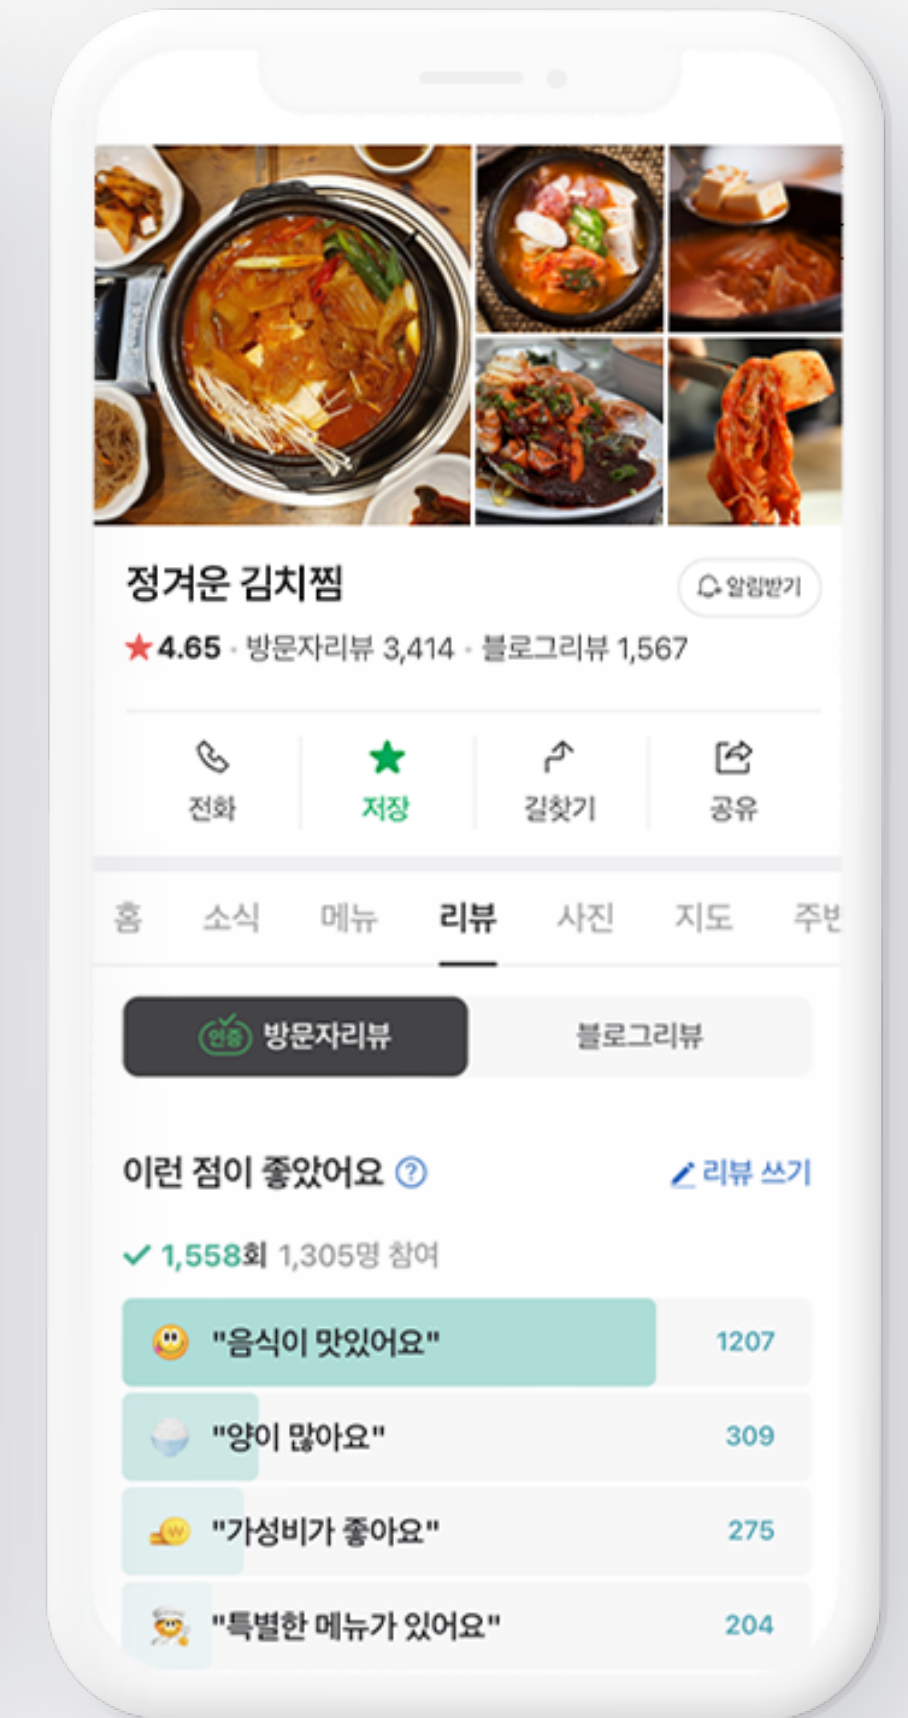 정겨운 김치찜
알림받기
★4.65 · 방문자리뷰 3,414 · 블로그리뷰 1,567
전화 저장 길찾기 공유
홈 소식 메뉴 리뷰 사진 지도
인증 방문자리뷰 블로그리뷰
이런 점이 좋았어요 ? 리뷰 쓰기
✓ 1,558회 1,305명 참여
"음식이 맛있어요" 1207
"양이 많아요" 309
"가성비가 좋아요" 275
"특별한 메뉴가 있어요" 204